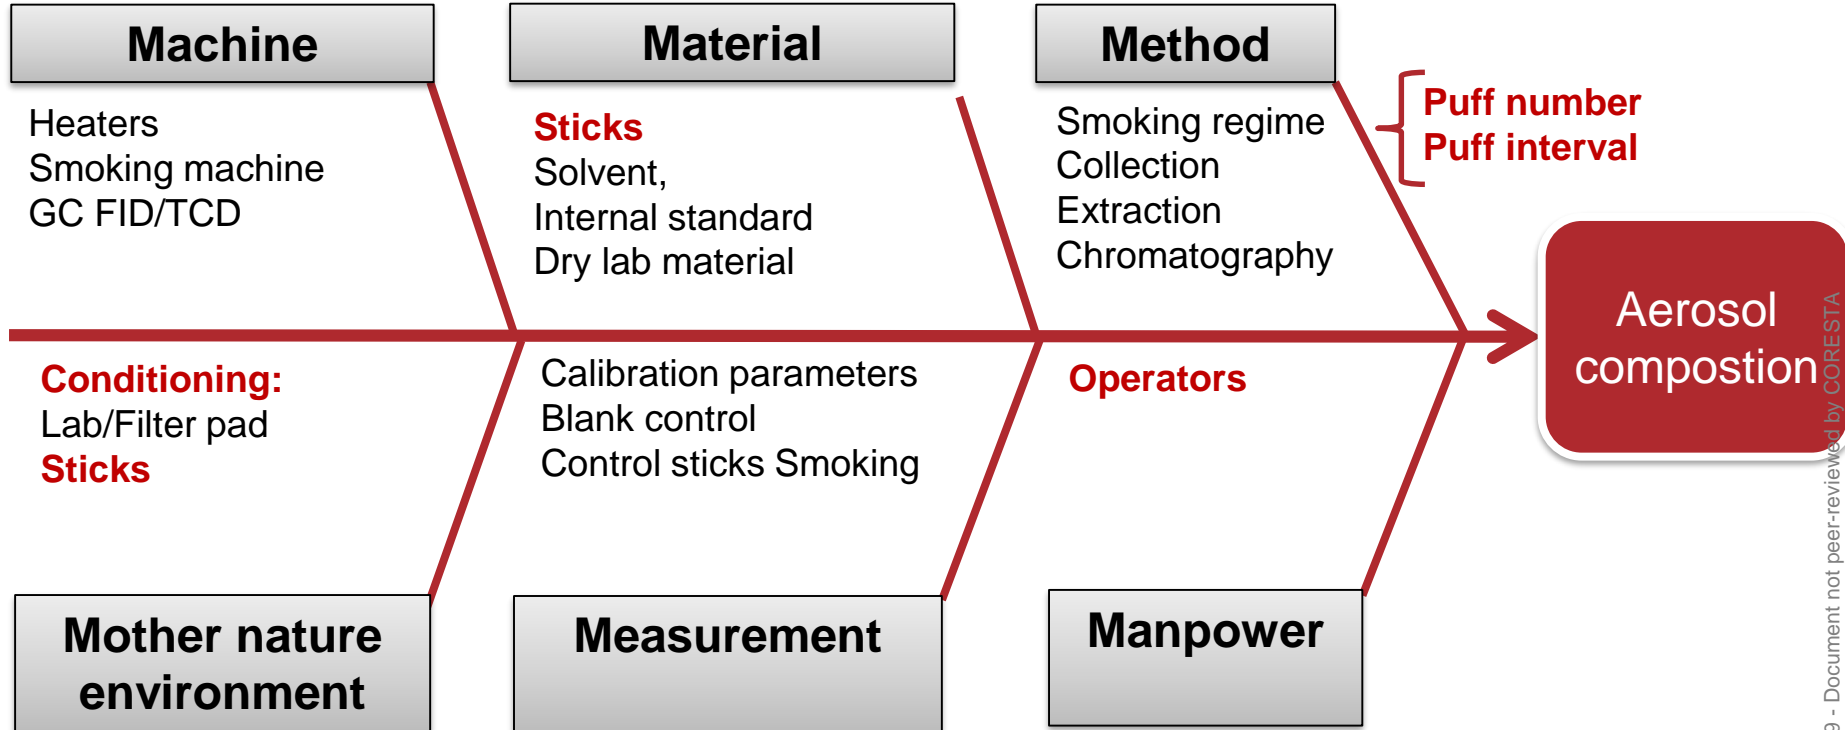 Machine
Heaters
Smoking machine
GC FID/TCD
Material
Sticks
Solvent,
Internal standard
Dry lab material
Method
Smoking regime
Collection
Extraction
Chromatography
Puff number
Puff interval
Aerosol
compostion
Conditioning:
Lab/Filter pad
Sticks
Mother nature
environment
Calibration parameters
Blank control
Control sticks Smoking
Measurement
Operators
Manpower
9 - Document not peer-reviewed by CORESTA